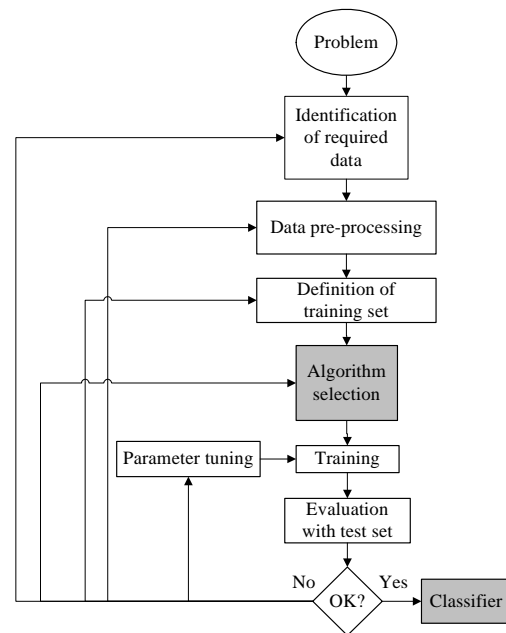 Problem
Identification
of required
data
Data pre-processing
Definition of
training set
Algorithm
selection
Parameter tuning
Training
Evaluation
with test set
No
Yes
OK?
Classifier